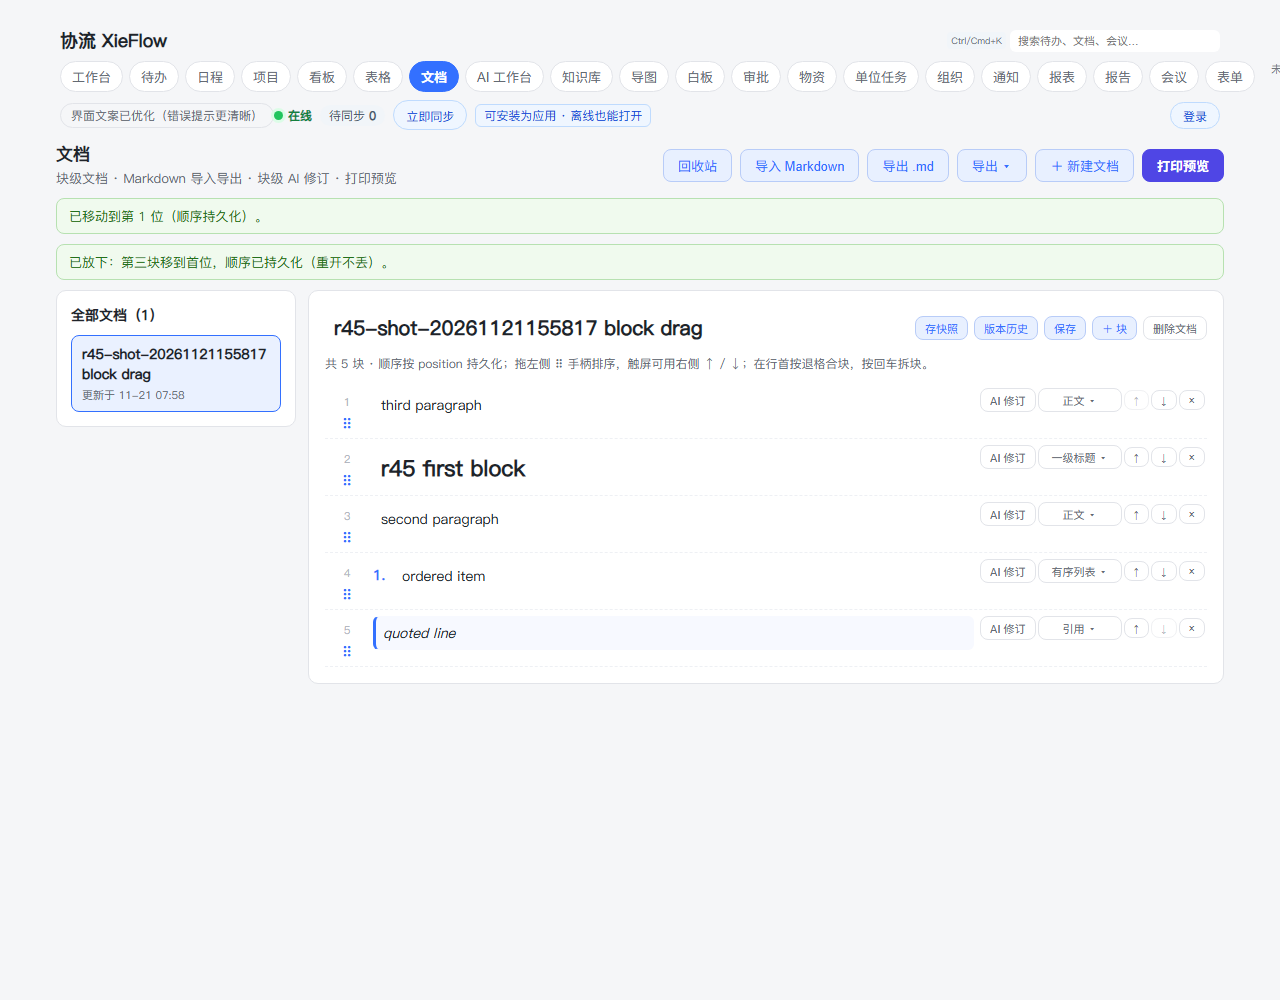 协流 XieFlow
Ctrl/Cmd+K 搜索待办、文档、会议...
工作台 待办 日程 项目 看板 表格 文档 AI 工作台 知识库 导图 白板 审批 物资 单位任务 组织 通知 报表 报告 会议 表单
界面文案已优化（错误提示更清晰） 在线 待同步 0 立即同步 可安装为应用 · 离线也能打开 登录
文档
块级文档 · Markdown 导入导出 · 块级 AI 修订 · 打印预览
回收站 导入 Markdown 导出 .md 导出 ＋ 新建文档 打印预览
已移动到第 1 位（顺序持久化）。
已放下：第三块移到首位，顺序已持久化（重开不丢）。
全部文档（1）
r45-shot-20261121155817
block drag
更新于 11-21 07:58
r45-shot-20261121155817 block drag
存快照 版本历史 保存 ＋ 块 删除文档
共 5 块 · 顺序按 position 持久化；拖左侧 ⠿ 手柄排序，触屏可用右侧 ↑ / ↓；在行首按退格合块，按回车拆块。
1 third paragraph AI 修订 正文 ↑ ↓ ×
2 r45 first block AI 修订 一级标题 ↑ ↓ ×
3 second paragraph AI 修订 正文 ↑ ↓ ×
4 1. ordered item AI 修订 有序列表 ↑ ↓ ×
5 quoted line AI 修订 引用 ↑ ↓ ×